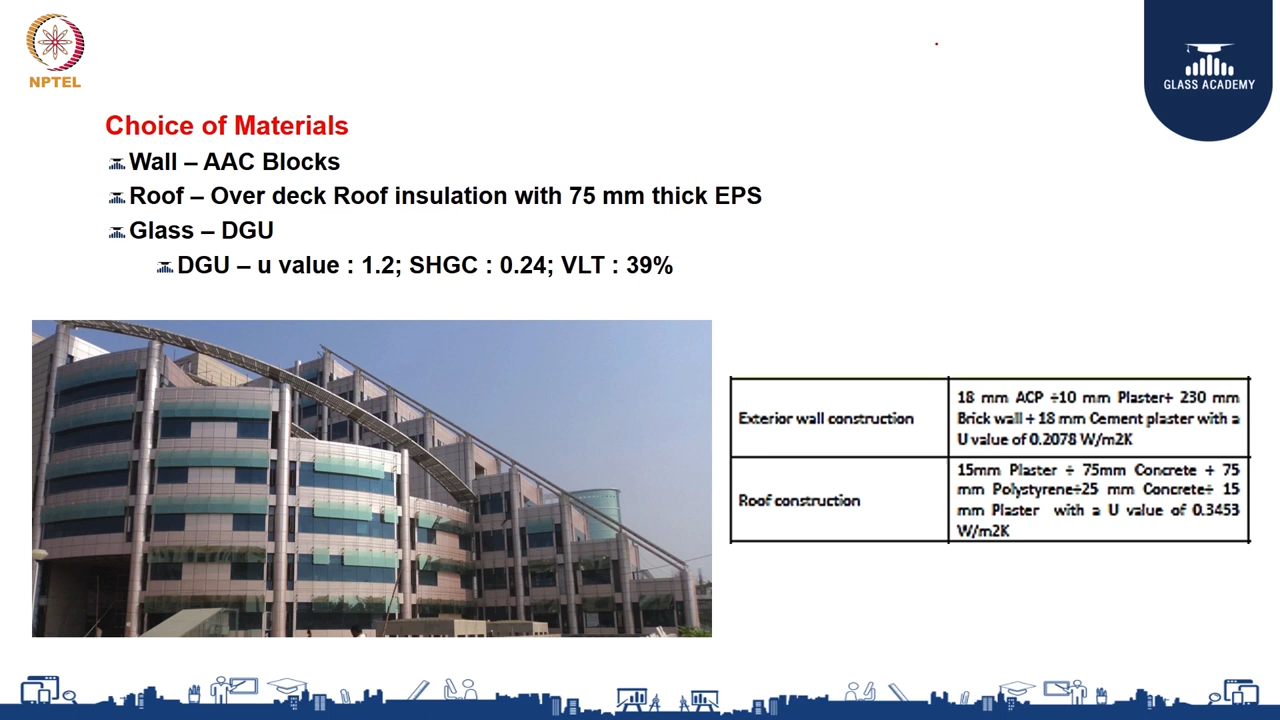 NPTEL
GLASS ACADEMY
Choice of Materials
Wall – AAC Blocks
Roof – Over deck Roof insulation with 75 mm thick EPS
Glass – DGU
DGU – u value : 1.2; SHGC : 0.24; VLT : 39%
Exterior wall construction
18 mm ACP +10 mm Plaster+ 230 mm
Brick wall + 18 mm Cement plaster with a
U value of 0.2078 W/m2K
Roof construction
15mm Plaster + 75mm Concrete + 75
mm Polystyrene+25 mm Concrete+ 15
mm Plaster with a U value of 0.3453
W/m2K